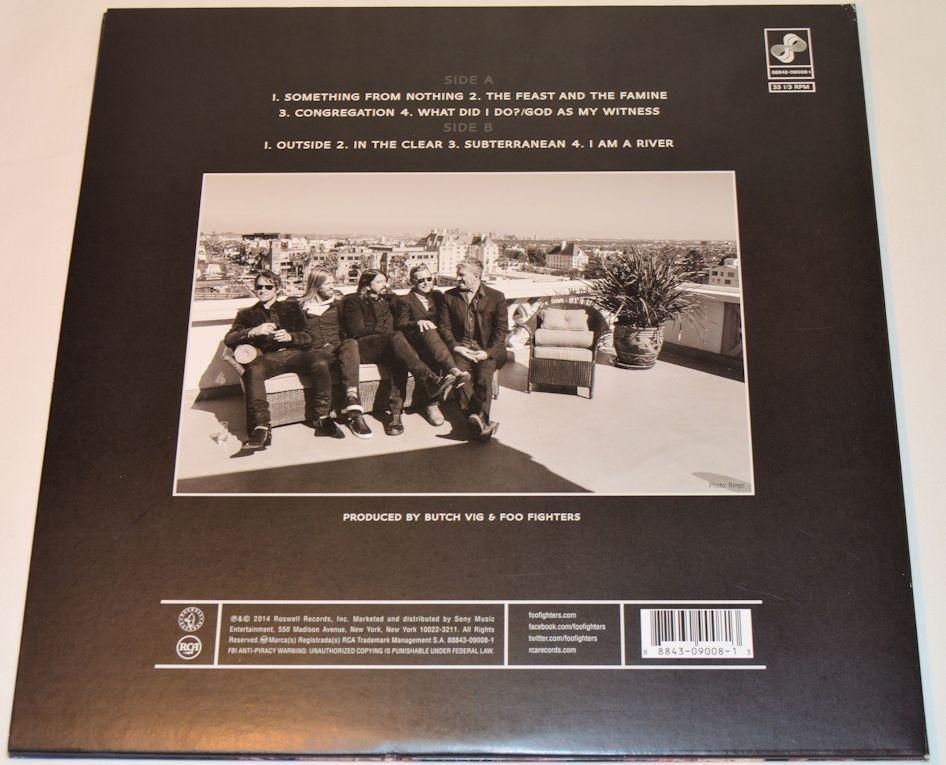 88843-09008-1
33 1/3 RPM
SIDE A
1. SOMETHING FROM NOTHING 2. THE FEAST AND THE FAMINE
3. CONGREGATION 4. WHAT DID I DO?/GOD AS MY WITNESS
SIDE B
1. OUTSIDE 2. IN THE CLEAR 3. SUBTERRANEAN 4. I AM A RIVER
Photo: Ringo
PRODUCED BY BUTCH VIG & FOO FIGHTERS
RCA
℗&© 2014 Roswell Records, Inc. Marketed and distributed by Sony Music
Entertainment, 550 Madison Avenue, New York, New York 10022-3211. All Rights
Reserved. Marca(s) Registrada(s) RCA Trademark Management S.A. 88843-09008-1
FBI ANTI-PIRACY WARNING: UNAUTHORIZED COPYING IS PUNISHABLE UNDER FEDERAL LAW.
foofighters.com
facebook.com/foofighters
twitter.com/foofighters
rcarecords.com
8 8843-09008-1 3